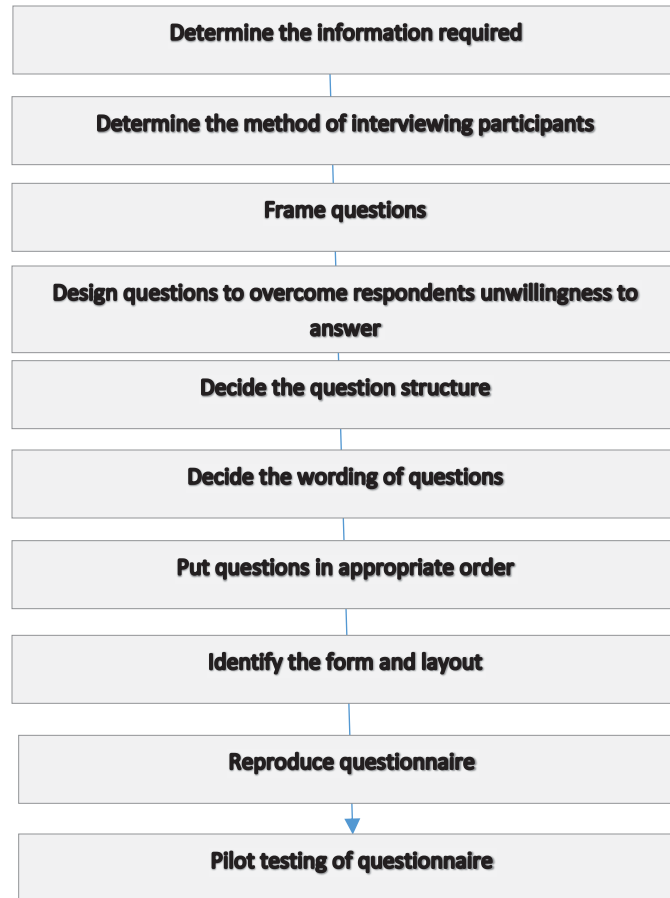 Determine the information required
Determine the method of interviewing participants
Frame questions
Design questions to overcome respondents unwillingness to
answer
Decide the question structure
Decide the wording of questions
Put questions in appropriate order
Identify the form and layout
Reproduce questionnaire
Pilot testing of questionnaire